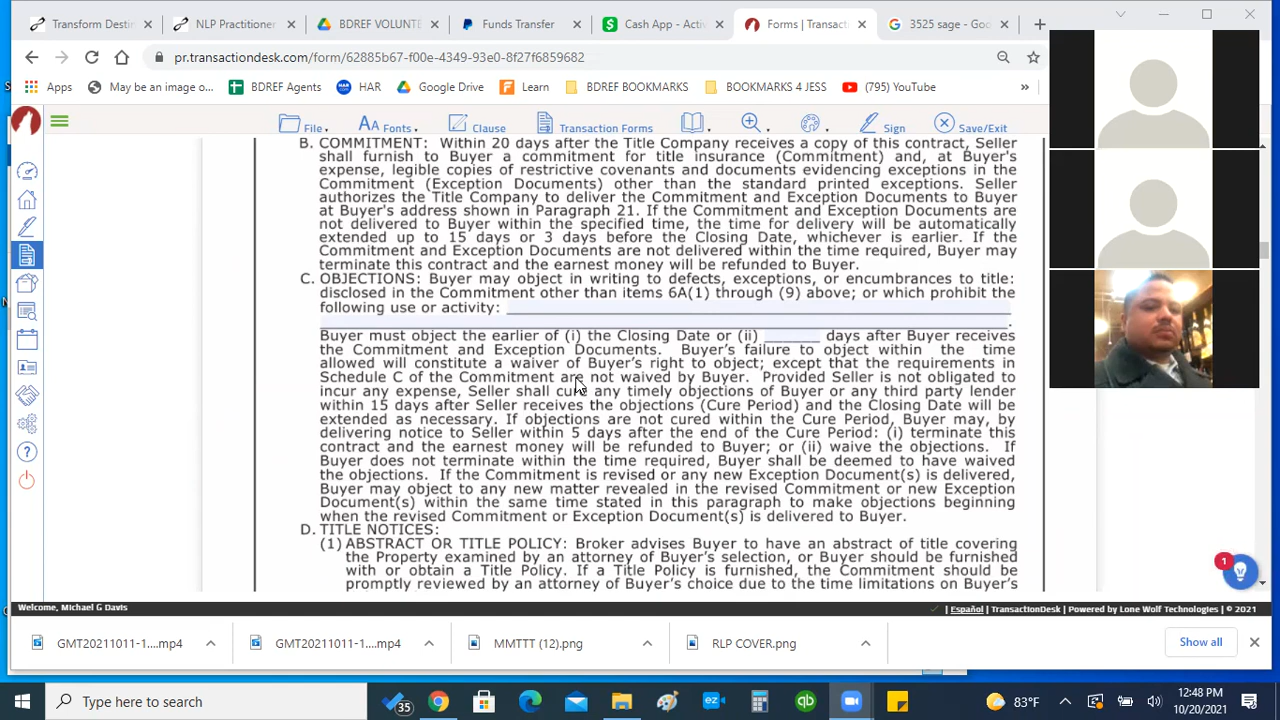 Transform Destin
NLP Practitioner
BDREF VOLUNTI
Funds Transfer
Cash App - Activ
Forms | Transact
3525 sage - Goo
pr.transactiondesk.com/form/62885b67-f00e-4349-93e0-8f27f6859682
Apps
May be an image o...
BDREF Agents
HAR
Google Drive
Learn
BDREF BOOKMARKS
BOOKMARKS 4 JESS
(795) YouTube
»
File
Fonts
Clause
Transaction Forms
Sign
Save/Exit
B. COMMITMENT: Within 20 days after the Title Company receives a copy of this contract, Seller
shall furnish to Buyer a commitment for title insurance (Commitment) and, at Buyer's
expense, legible copies of restrictive covenants and documents evidencing exceptions in the
Commitment (Exception Documents) other than the standard printed exceptions. Seller
authorizes the Title Company to deliver the Commitment and Exception Documents to Buyer
at Buyer's address shown in Paragraph 21. If the Commitment and Exception Documents are
not delivered to Buyer within the specified time, the time for delivery will be automatically
extended up to 15 days or 3 days before the Closing Date, whichever is earlier. If the
Commitment and Exception Documents are not delivered within the time required, Buyer may
terminate this contract and the earnest money will be refunded to Buyer.
C. OBJECTIONS: Buyer may object in writing to defects, exceptions, or encumbrances to title:
disclosed in the Commitment other than items 6A(1) through (9) above; or which prohibit the
following use or activity: ______.
Buyer must object the earlier of (i) the Closing Date or (ii) ______ days after Buyer receives
the Commitment and Exception Documents. Buyer's failure to object within the time
allowed will constitute a waiver of Buyer's right to object; except that the requirements in
Schedule C of the Commitment are not waived by Buyer. Provided Seller is not obligated to
incur any expense, Seller shall cure any timely objections of Buyer or any third party lender
within 15 days after Seller receives the objections (Cure Period) and the Closing Date will be
extended as necessary. If objections are not cured within the Cure Period, Buyer may, by
delivering notice to Seller within 5 days after the end of the Cure Period: (i) terminate this
contract and the earnest money will be refunded to Buyer; or (ii) waive the objections. If
Buyer does not terminate within the time required, Buyer shall be deemed to have waived
the objections. If the Commitment is revised or any new Exception Document(s) is delivered,
Buyer may object to any new matter revealed in the revised Commitment or new Exception
Document(s) within the same time stated in this paragraph to make objections beginning
when the revised Commitment or Exception Document(s) is delivered to Buyer.
D. TITLE NOTICES:
(1) ABSTRACT OR TITLE POLICY: Broker advises Buyer to have an abstract of title covering
the Property examined by an attorney of Buyer's selection, or Buyer should be furnished
with or obtain a Title Policy. If a Title Policy is furnished, the Commitment should be
promptly reviewed by an attorney of Buyer's choice due to the time limitations on Buyer's
1
Welcome, Michael G Davis
| Español | TransactionDesk | Powered by Lone Wolf Technologies | © 2021
GMT20211011-1....mp4
GMT20211011-1....mp4
MMTTT (12).png
RLP COVER.png
Show all
Type here to search
35
ez
qb
83°F
12:48 PM
10/20/2021